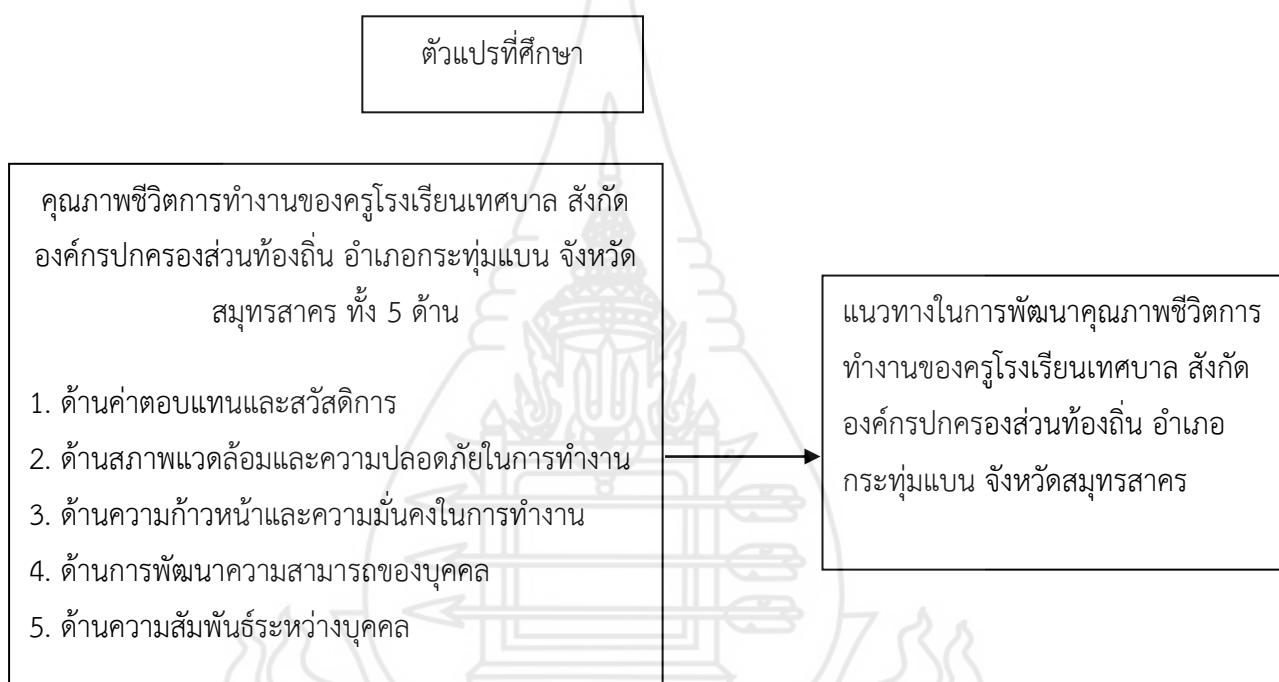 ตัวแปรที่ศึกษา
คุณภาพชีวิตการทำงานของครูโรงเรียนเทศบาล สังกัด
องค์กรปกครองส่วนท้องถิ่น อำเภอกระทุ่มแบน จังหวัด
สมุทรสาคร ทั้ง 5 ด้าน
1. ด้านค่าตอบแทนและสวัสดิการ
2. ด้านสภาพแวดล้อมและความปลอดภัยในการทำงาน
3. ด้านความก้าวหน้าและความมั่นคงในการทำงาน
4. ด้านการพัฒนาความสามารถของบุคคล
5. ด้านความสัมพันธ์ระหว่างบุคคล
แนวทางในการพัฒนาคุณภาพชีวิตการ
ทำงานของครูโรงเรียนเทศบาล สังกัด
องค์กรปกครองส่วนท้องถิ่น อำเภอ
กระทุ่มแบน จังหวัดสมุทรสาคร